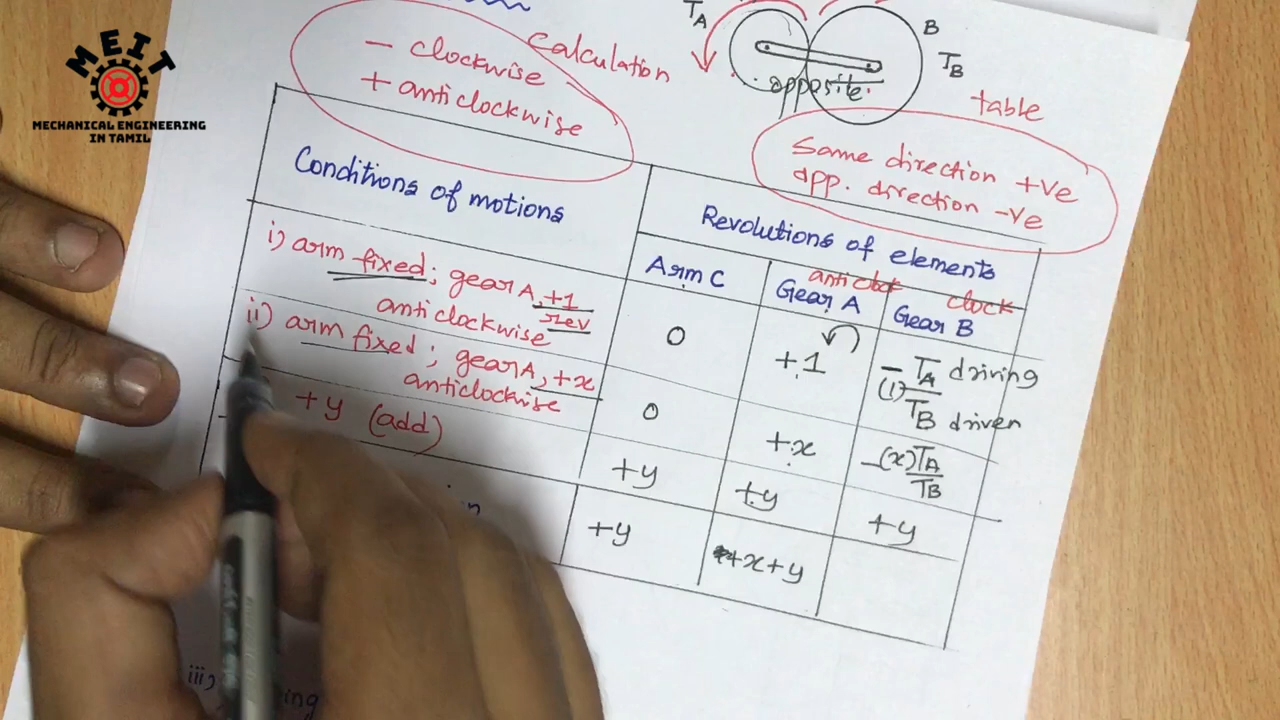 MEIT
MECHANICAL ENGINEERING
IN TAMIL
TA
B
TB
opposite.
calculation
- clockwise
+ anticlockwise
table
Same direction +ve
opp. direction -ve
Conditions of motions
Revolutions of elements
Arm C
anticlock
Gear A
clock
Gear B
i) arm fixed; gear A, +1
rev
anticlockwise
0
+1
- TA driving
(1)
TB driven
ii) arm fixed; gear A, +x
anticlockwise
0
+x
-(x)TA
TB
+y (add)
+y
+y
+y
+y
+x+y
iii)